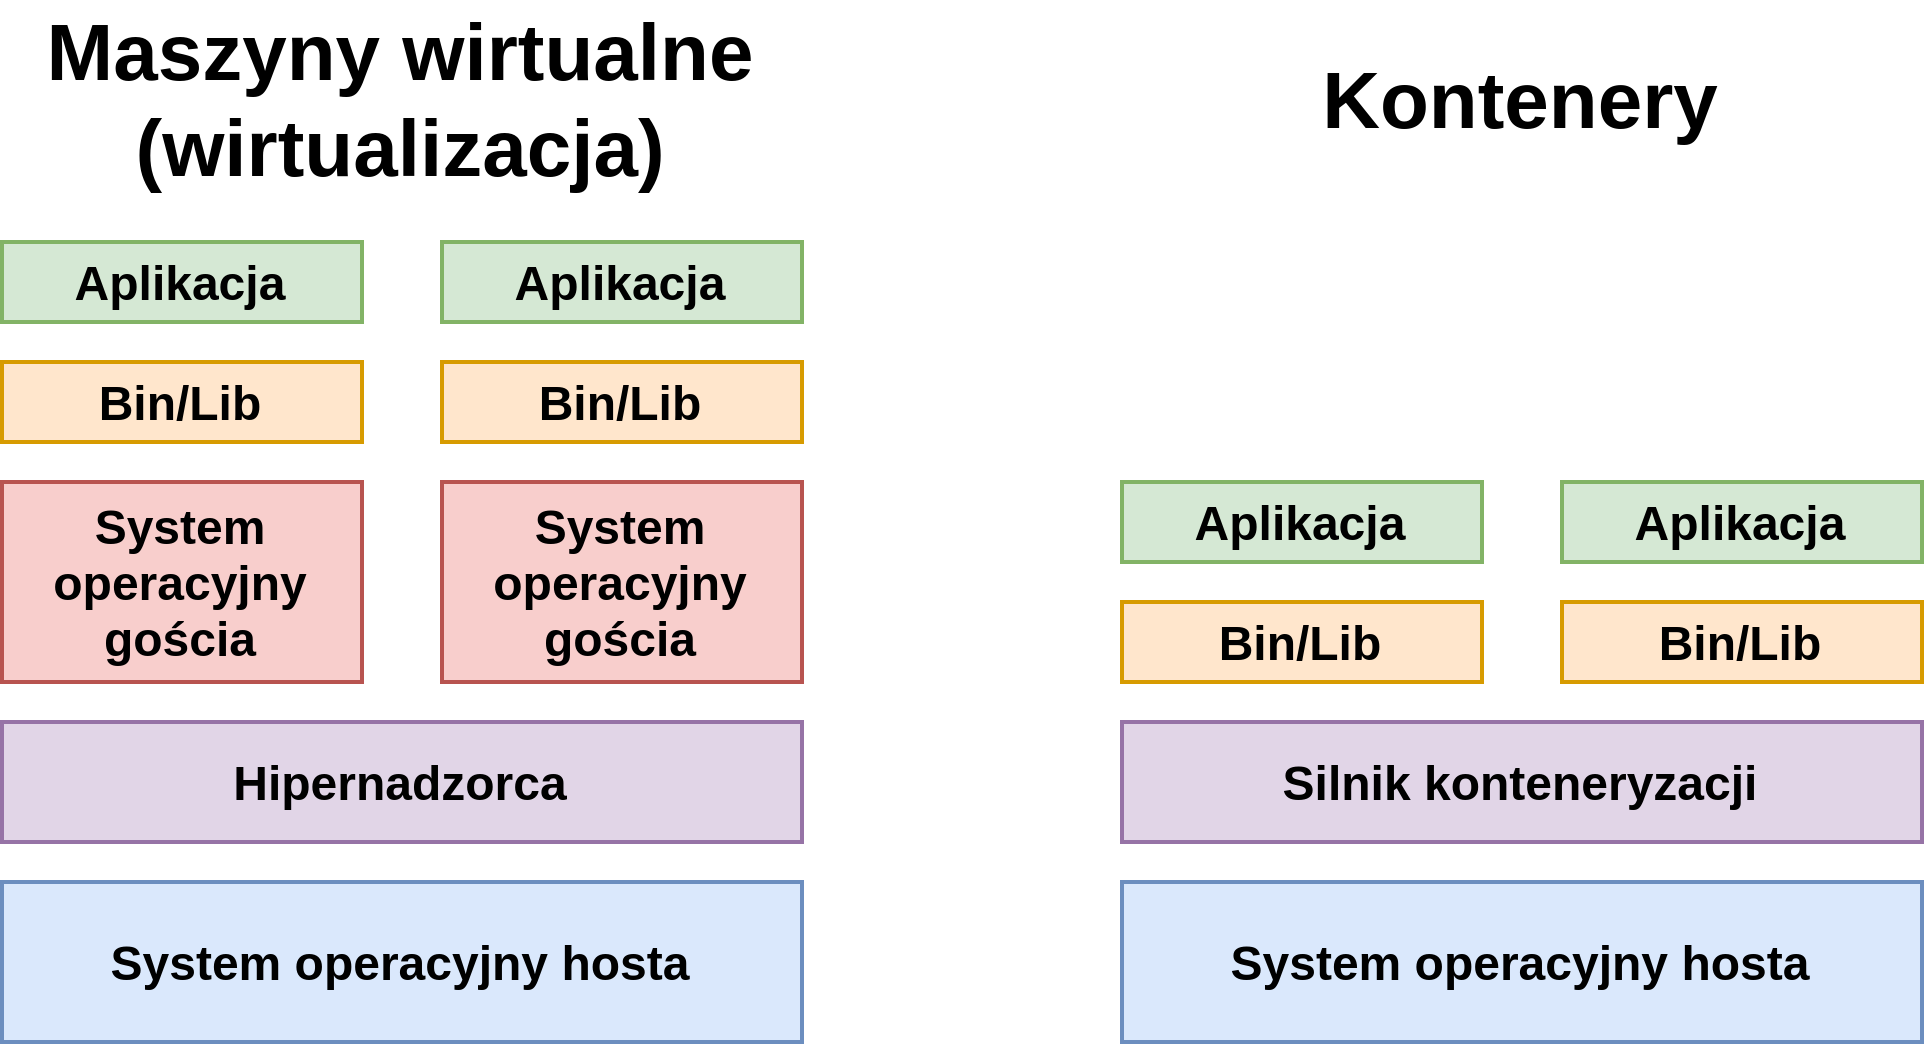 Maszyny wirtualne
(wirtualizacja)
Kontenery
Aplikacja
Aplikacja
Bin/Lib
Bin/Lib
System
operacyjny
gościa
System
operacyjny
gościa
Hipernadzorca
System operacyjny hosta
Aplikacja
Aplikacja
Bin/Lib
Bin/Lib
Silnik konteneryzacji
System operacyjny hosta